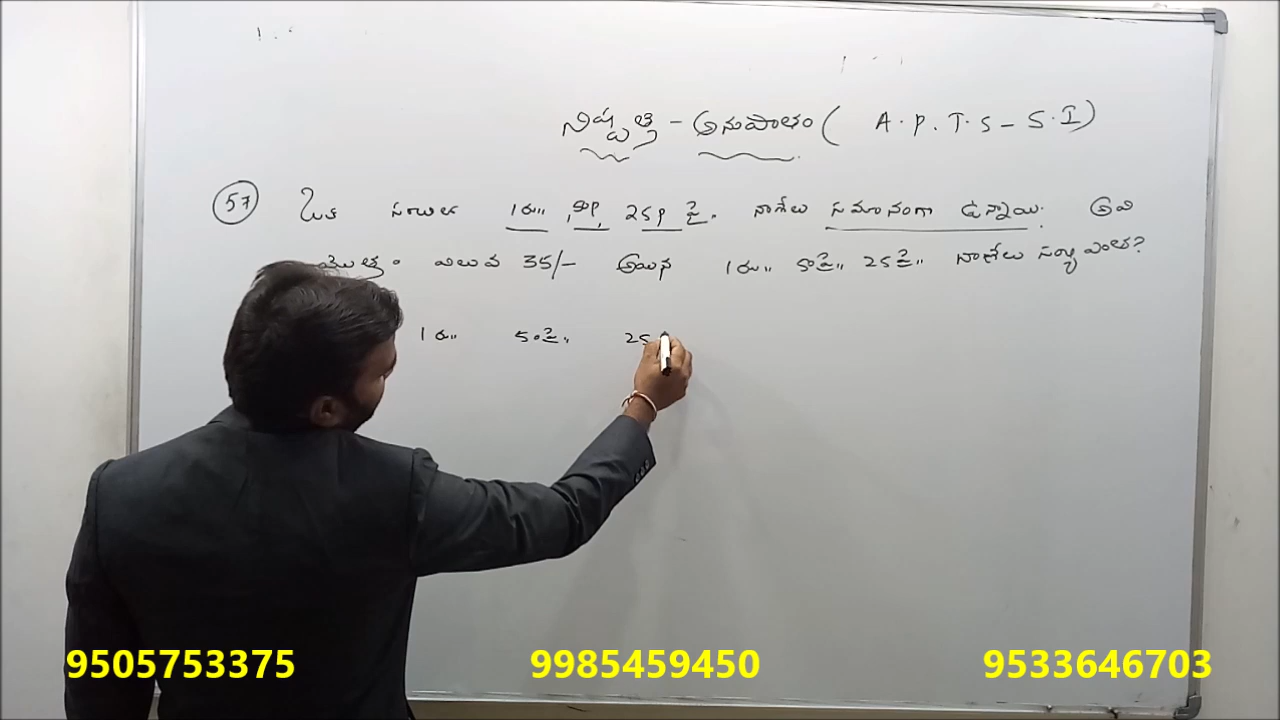 నిష్పత్తి - అనుపాతం ( A.P.T.S - S.I )
57 ఒక సంచిలో 1రూ", 50p, 25p పై. నాణేలు సమానంగా ఉన్నాయి. అవి
మొత్తం విలువ 35/- అయిన 1రూ" 50పై" 25పై" నాణేలు సంఖ్య ఎంత?
1రూ" 50పై" 25
9505753375 9985459450 9533646703